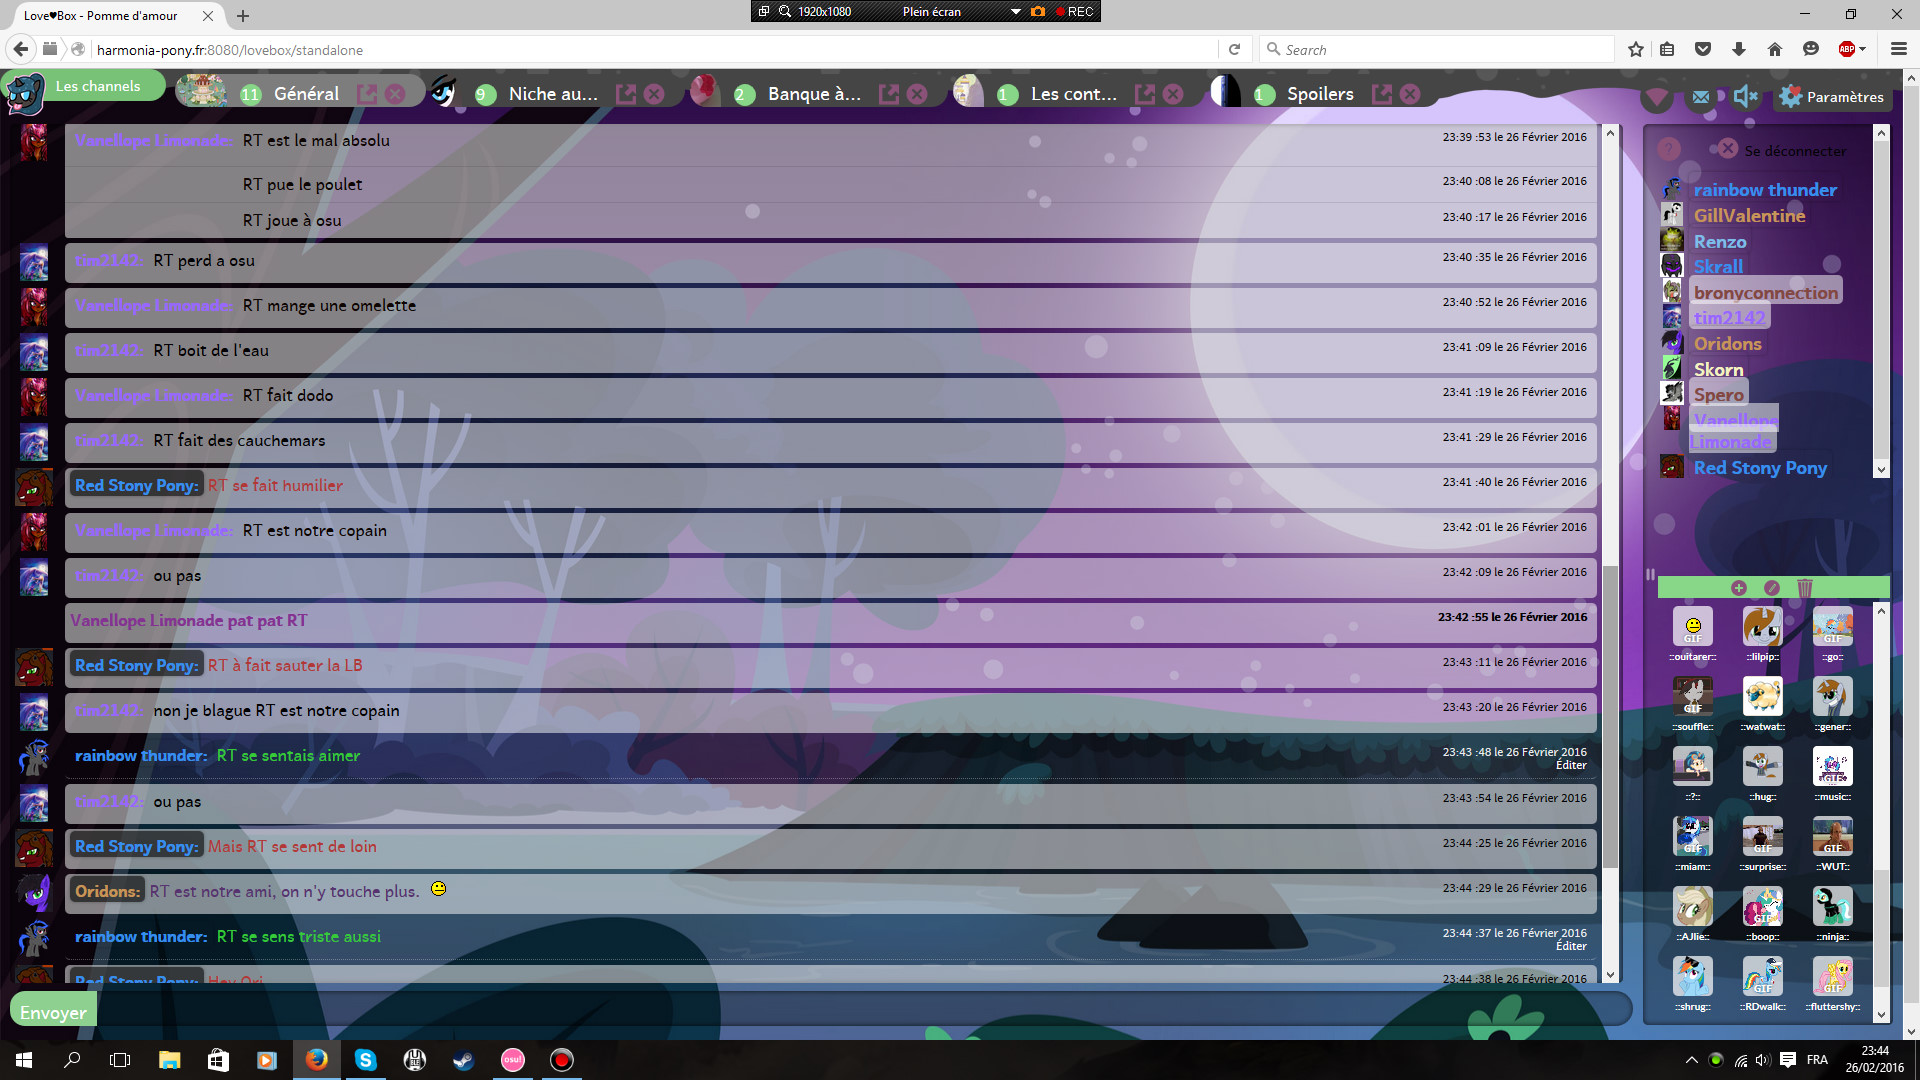 Love♥Box - Pomme d'amour
1920x1080
Plein écran
REC
harmonia-pony.fr:8080/lovebox/standalone
Search
ABP
Les channels
11 Général
9 Niche au...
2 Banque à...
1 Les cont...
1 Spoilers
Paramètres
Vanellope Limonade: RT est le mal absolu 23:39 :53 le 26 Février 2016
RT pue le poulet 23:40 :08 le 26 Février 2016
RT joue à osu 23:40 :17 le 26 Février 2016
tim2142: RT perd a osu 23:40 :35 le 26 Février 2016
Vanellope Limonade: RT mange une omelette 23:40 :52 le 26 Février 2016
tim2142: RT boit de l'eau 23:41 :09 le 26 Février 2016
Vanellope Limonade: RT fait dodo 23:41 :19 le 26 Février 2016
tim2142: RT fait des cauchemars 23:41 :29 le 26 Février 2016
Red Stony Pony: RT se fait humilier 23:41 :40 le 26 Février 2016
Vanellope Limonade: RT est notre copain 23:42 :01 le 26 Février 2016
tim2142: ou pas 23:42 :09 le 26 Février 2016
Vanellope Limonade pat pat RT 23:42 :55 le 26 Février 2016
Red Stony Pony: RT à fait sauter la LB 23:43 :11 le 26 Février 2016
tim2142: non je blague RT est notre copain 23:43 :20 le 26 Février 2016
rainbow thunder: RT se sentais aimer 23:43 :48 le 26 Février 2016
Éditer
tim2142: ou pas 23:43 :54 le 26 Février 2016
Red Stony Pony: Mais RT se sent de loin 23:44 :25 le 26 Février 2016
Oridons: RT est notre ami, on n'y touche plus. 23:44 :29 le 26 Février 2016
rainbow thunder: RT se sens triste aussi 23:44 :37 le 26 Février 2016
Éditer
Red Stony Pony: Hey Ori 23:44 :38 le 26 Février 2016
Envoyer
? Se déconnecter
rainbow thunder
GillValentine
Renzo
Skrall
bronyconnection
tim2142
Oridons
Skorn
Spero
Vanellope
Limonade
Red Stony Pony
GIF GIF
::ouitarer:: ::lilpip:: ::go::
GIF
::souffle:: ::watwat:: ::gener::
GIF
::?:: ::hug:: ::music::
GIF GIF GIF
::miam:: ::surprise:: ::WUT::
GIF
::AJlie:: ::boop:: ::ninja::
GIF GIF
::shrug:: ::RDwalk:: ::fluttershy::
osu!
FRA
23:44
26/02/2016